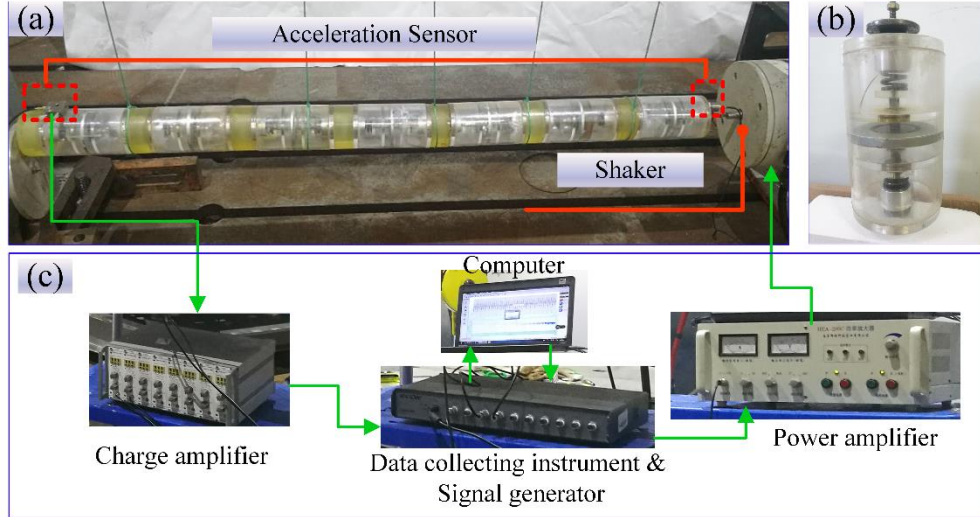 (a)
Acceleration Sensor
Shaker
(b)
(c)
Computer
Charge amplifier
Data collecting instrument &
Signal generator
Power amplifier